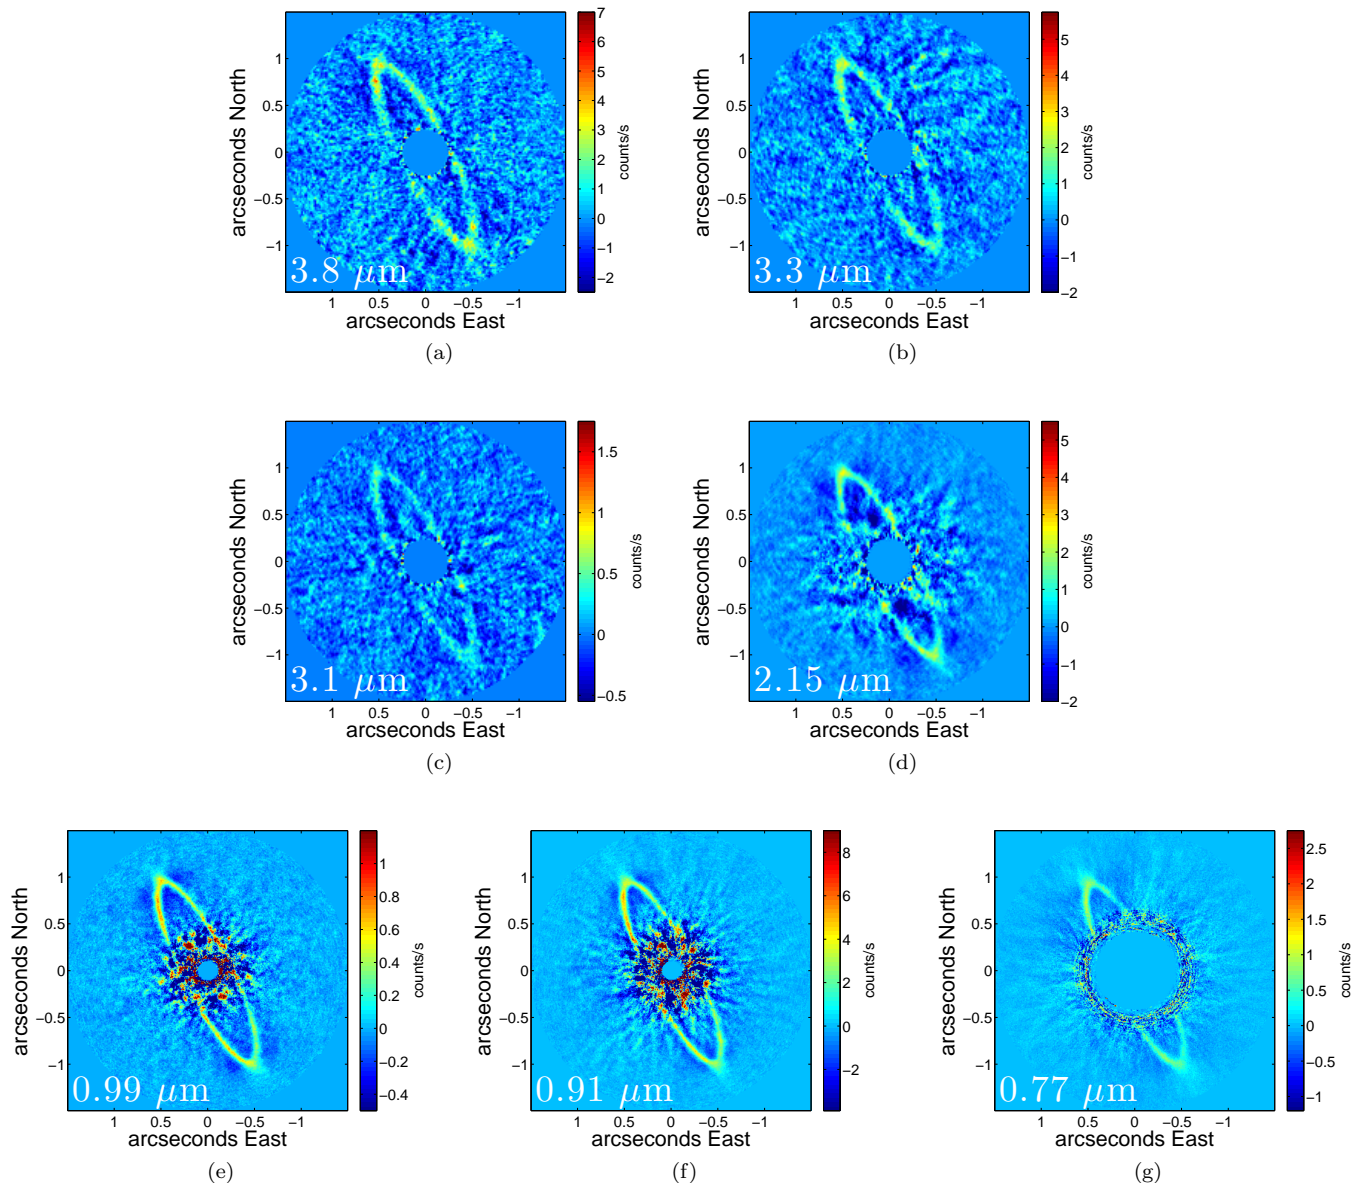 7
6
5
4
3
2
1
0
−1
−2
counts/s
1
0.5
0
−0.5
−1
arcseconds North
3.8 µm
1 0.5 0 −0.5 −1
arcseconds East
(a)
5
4
3
2
1
0
−1
−2
counts/s
1
0.5
0
−0.5
−1
arcseconds North
3.3 µm
1 0.5 0 −0.5 −1
arcseconds East
(b)
1.5
1
0.5
0
−0.5
counts/s
1
0.5
0
−0.5
−1
arcseconds North
3.1 µm
1 0.5 0 −0.5 −1
arcseconds East
(c)
5
4
3
2
1
0
−1
−2
counts/s
1
0.5
0
−0.5
−1
arcseconds North
2.15 µm
1 0.5 0 −0.5 −1
arcseconds East
(d)
1
0.8
0.6
0.4
0.2
0
−0.2
−0.4
counts/s
1
0.5
0
−0.5
−1
arcseconds North
0.99 µm
1 0.5 0 −0.5 −1
arcseconds East
(e)
8
6
4
2
0
−2
counts/s
1
0.5
0
−0.5
−1
arcseconds North
0.91 µm
1 0.5 0 −0.5 −1
arcseconds East
(f)
2.5
2
1.5
1
0.5
0
−0.5
−1
counts/s
1
0.5
0
−0.5
−1
arcseconds North
0.77 µm
1 0.5 0 −0.5 −1
arcseconds East
(g)